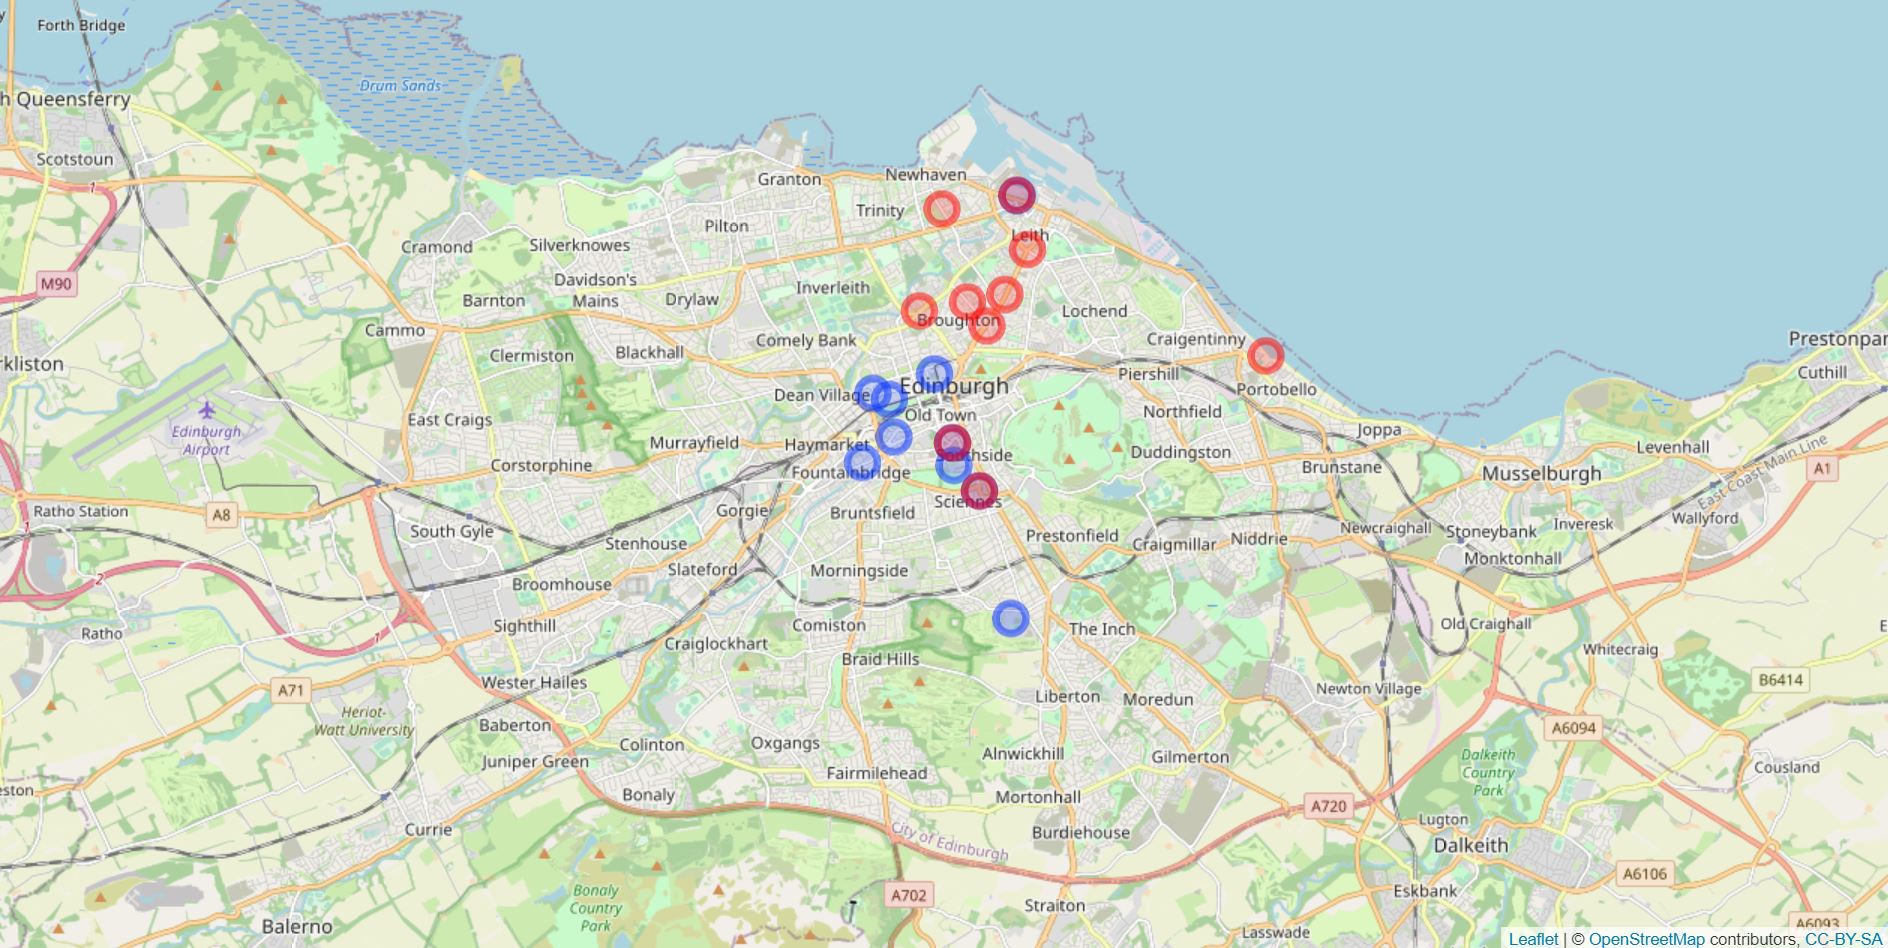 Forth Bridge
Drum Sands
h Queensferry
Scotstoun
1
Granton
Newhaven
Trinity
Pilton
Leith
Cramond
Silverknowes
M90
Davidson's
Mains
Barnton
Drylaw
Inverleith
Broughton
Lochend
Cammo
Comely Bank
Craigentinny
Prestonpar
rkliston
Clermiston
Blackhall
Piershill
Portobello
Cuthill
Dean Village
Edinburgh
Old Town
Northfield
East Craigs
Edinburgh
Airport
Murrayfield
Haymarket
Southside
Duddingston
Joppa
Levenhall
East Coast Main Line
A1
Corstorphine
Fountainbridge
Brunstane
Musselburgh
Ratho Station
A8
1
Gorgie
Bruntsfield
Sciennes
South Gyle
Stenhouse
Prestonfield
Craigmillar
Niddrie
Newcraighall
Stoneybank
Inveresk
Wallyford
Monktonhall
2
Broomhouse
Slateford
Morningside
Ratho
1
Sighthill
Craiglockhart
Comiston
The Inch
Old Craighall
E
Braid Hills
Whitecraig
A71
Wester Hailes
Liberton
Moredun
Newton Village
B6414
Heriot-
Watt University
Baberton
Colinton
Oxgangs
Alnwickhill
Gilmerton
A6094
Juniper Green
Fairmilehead
Dalkeith
Country
Park
Cousland
eston
Bonaly
Mortonhall
A720
Currie
City of Edinburgh
Burdiehouse
Lugton
Dalkeith
A6106
Bonaly
Country
Park
A702
Eskbank
Straiton
Balerno
Lasswade
A6093
Leaflet | © OpenStreetMap contributors, CC-BY-SA